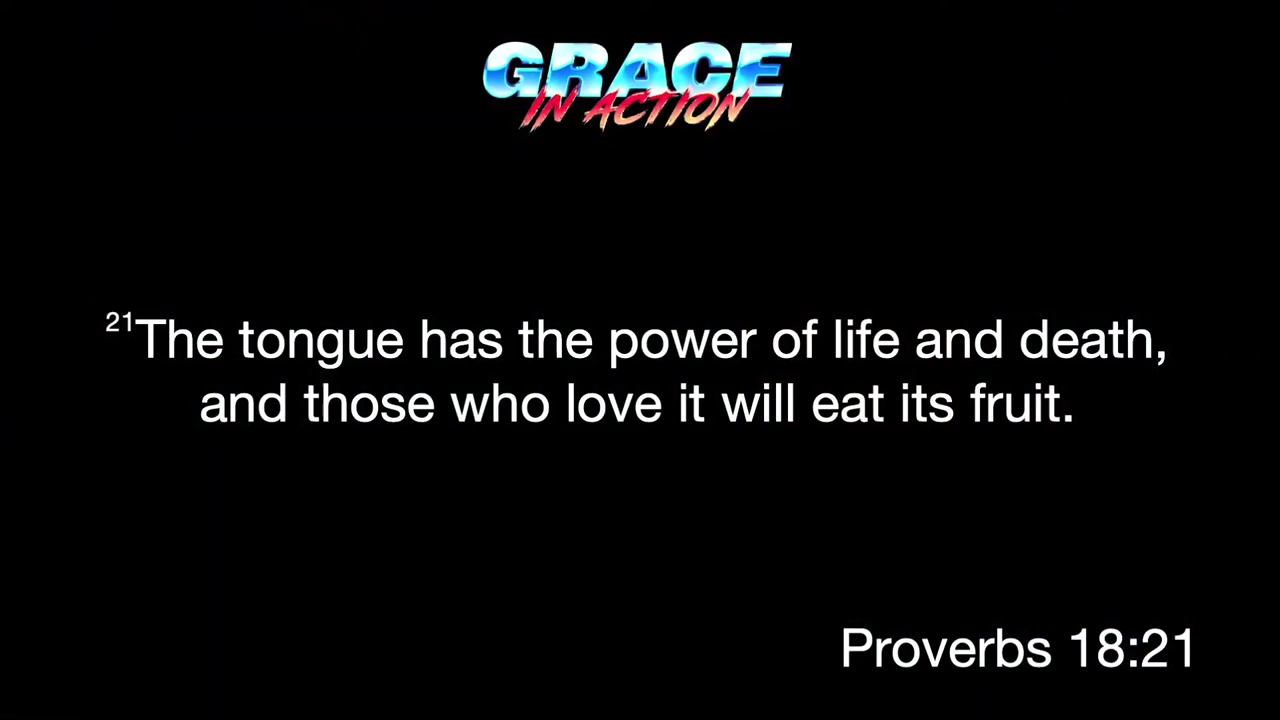 GRACE
IN ACTION
21The tongue has the power of life and death,
and those who love it will eat its fruit.
Proverbs 18:21